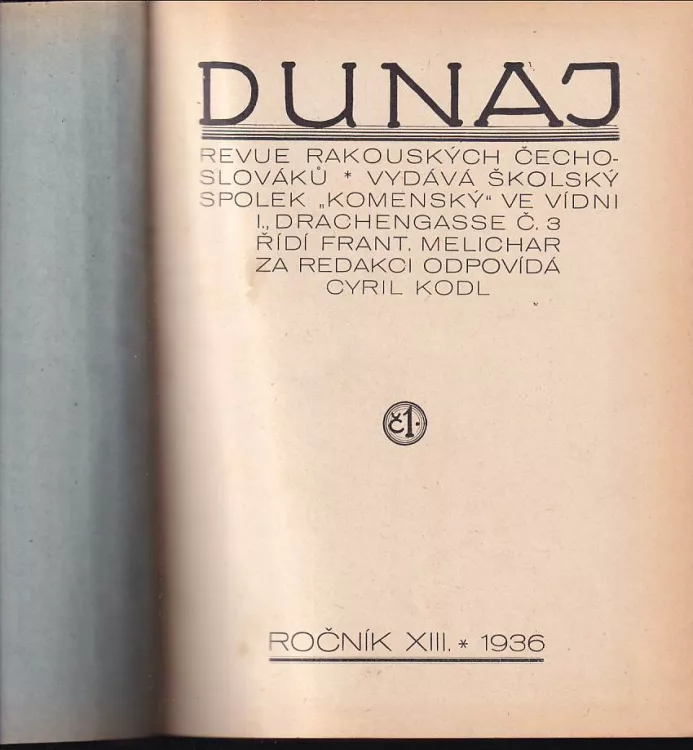 DUNAJ
REVUE RAKOUSKÝCH ČECHO-
SLOVÁKŮ * VYDÁVÁ ŠKOLSKÝ
SPOLEK „KOMENSKÝ“ VE VÍDNI
I., DRACHENGASSE Č. 3
ŘÍDÍ FRANT. MELICHAR
ZA REDAKCI ODPOVÍDÁ
CYRIL KODL
č1.
ROČNÍK XIII. * 1936